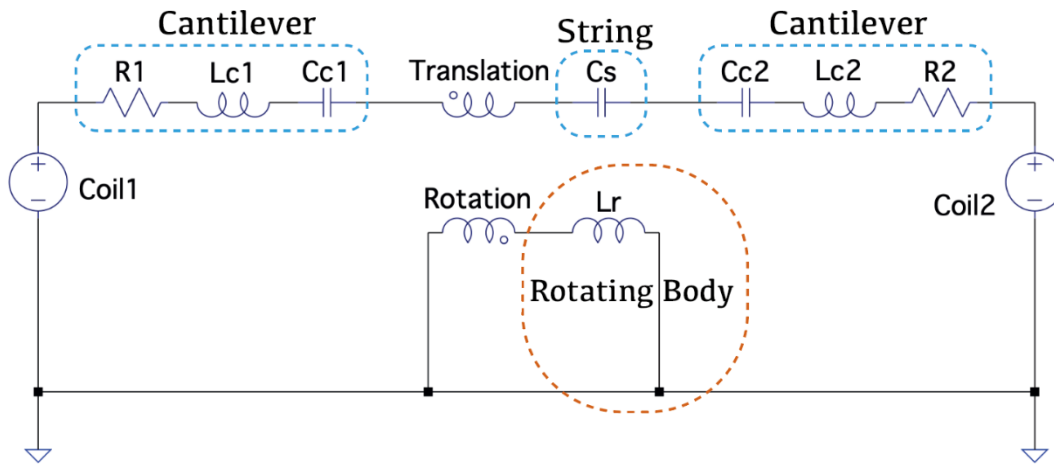 Cantilever
String
Cantilever
R1 Lc1 Cc1 Translation Cs Cc2 Lc2 R2
+
−
Coil1
+
−
Coil2
Rotation Lr
Rotating Body